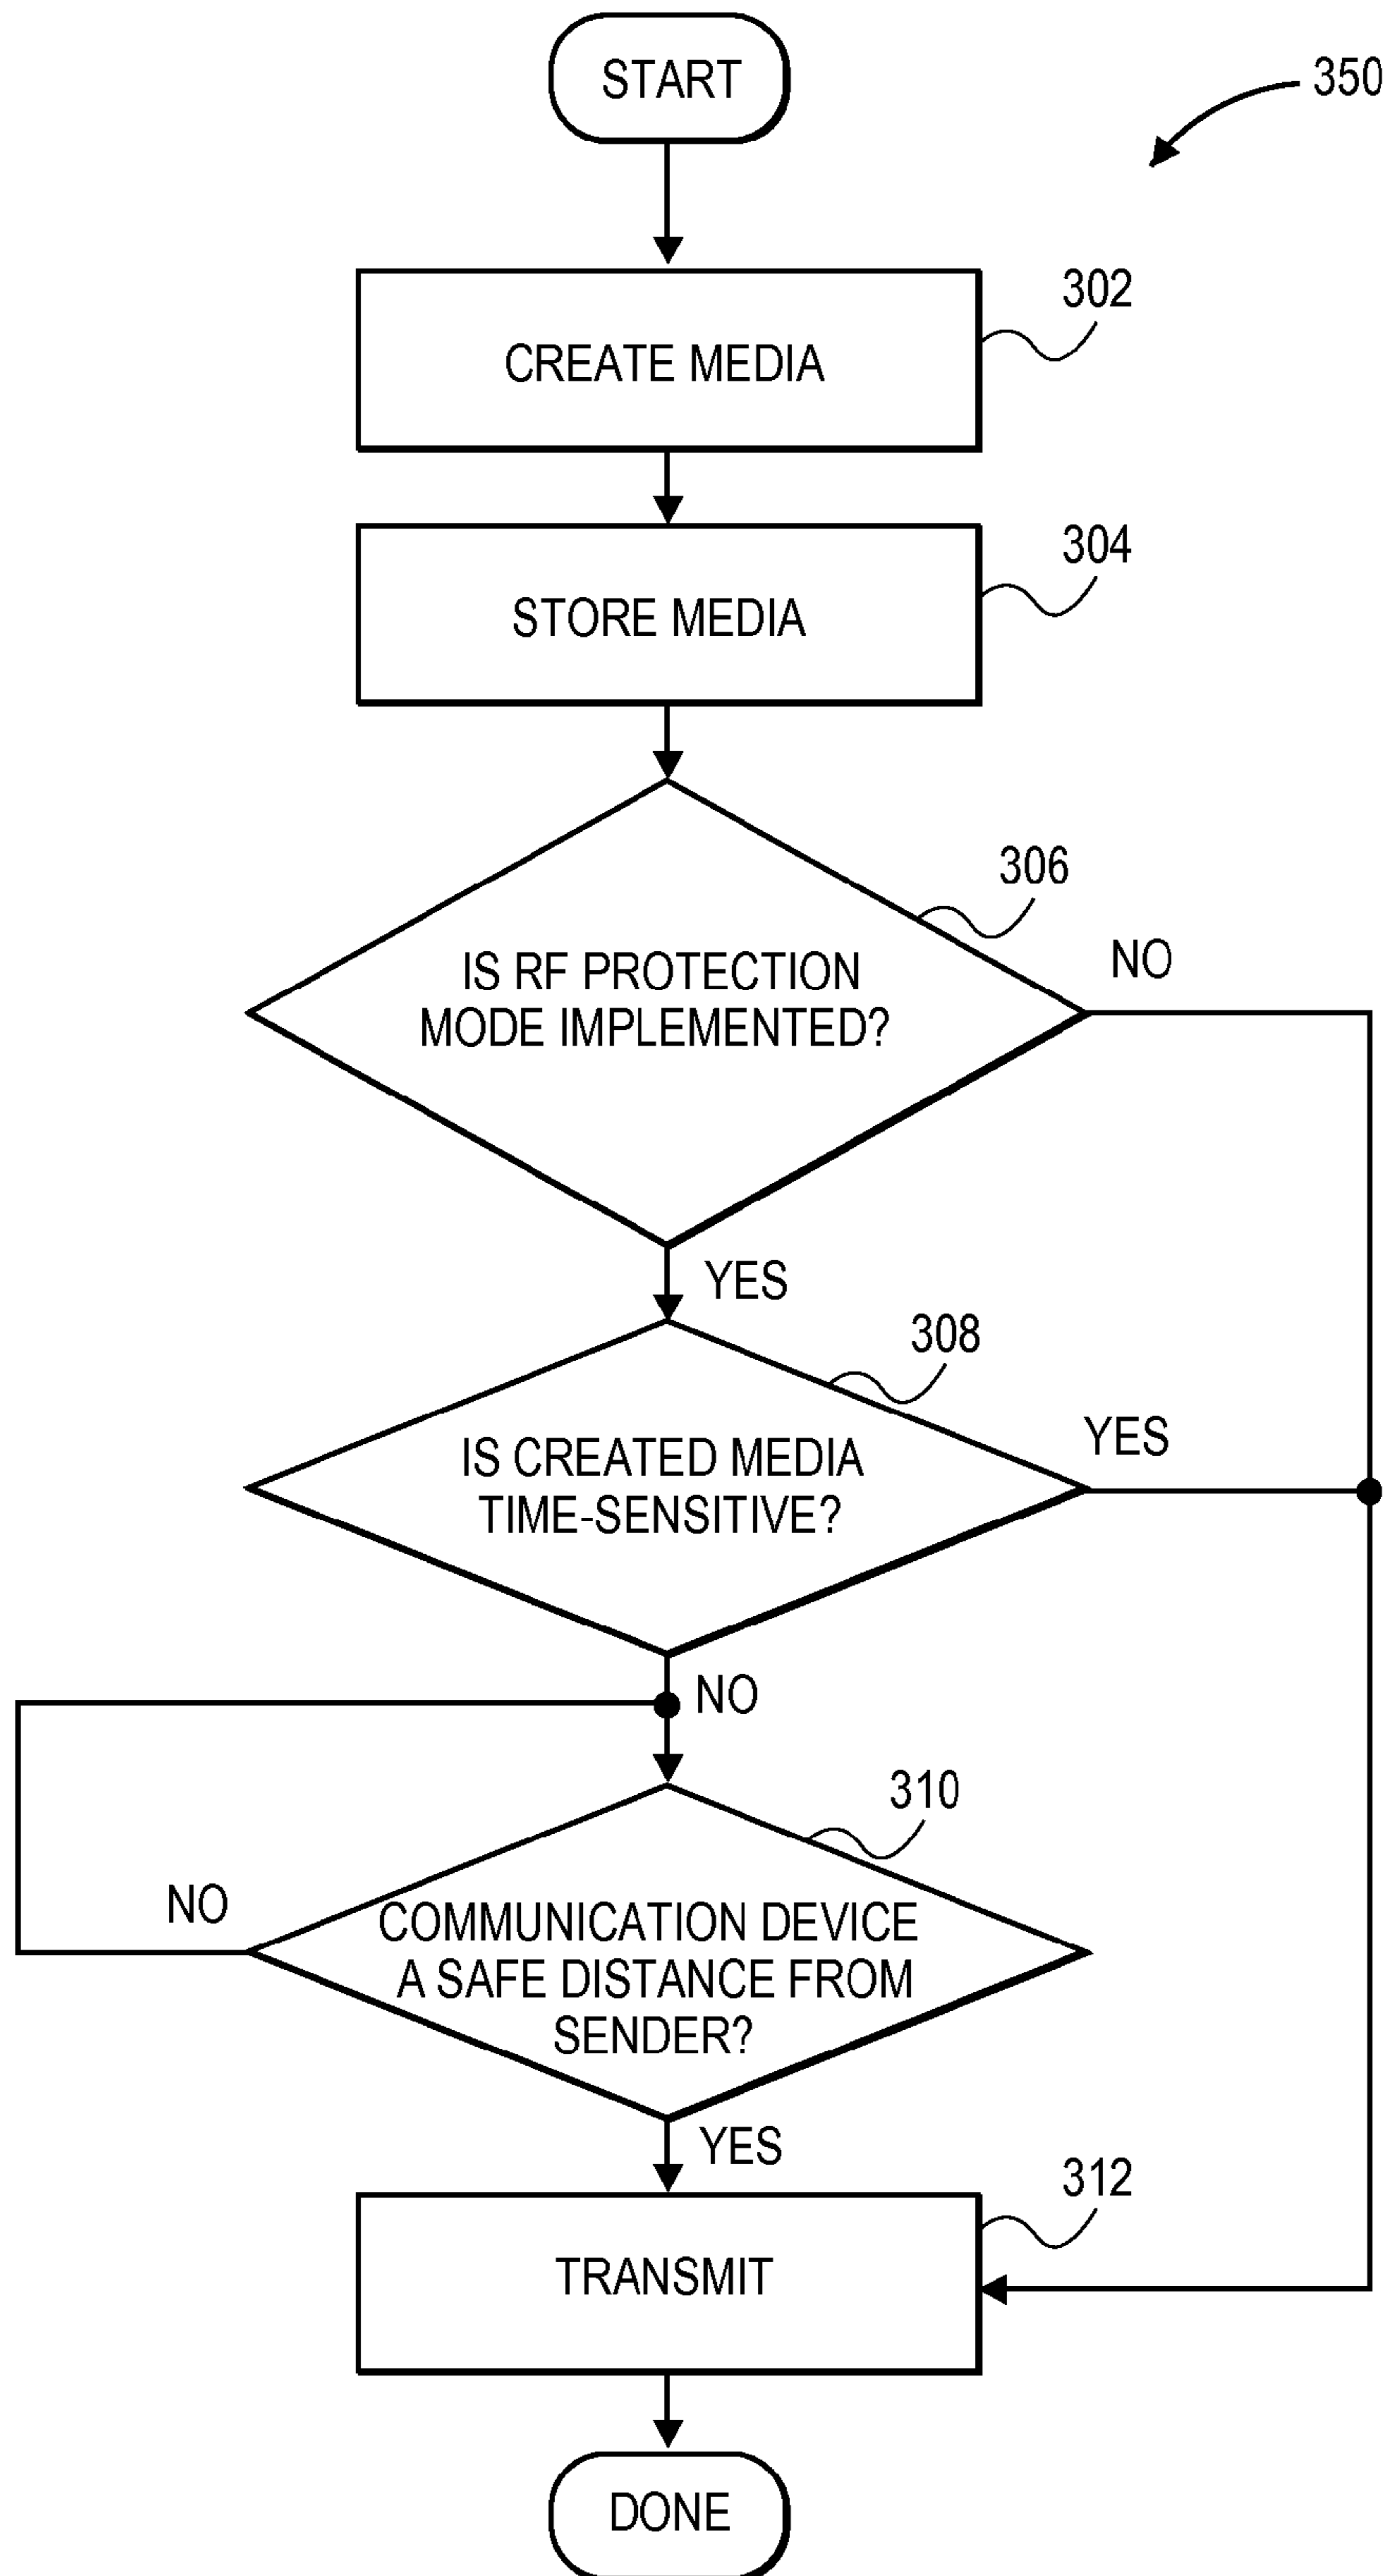 START
350
302
CREATE MEDIA
304
STORE MEDIA
306
IS RF PROTECTION
MODE IMPLEMENTED?
NO
YES
308
IS CREATED MEDIA
TIME-SENSITIVE?
YES
NO
310
COMMUNICATION DEVICE
A SAFE DISTANCE FROM
SENDER?
NO
YES
312
TRANSMIT
DONE